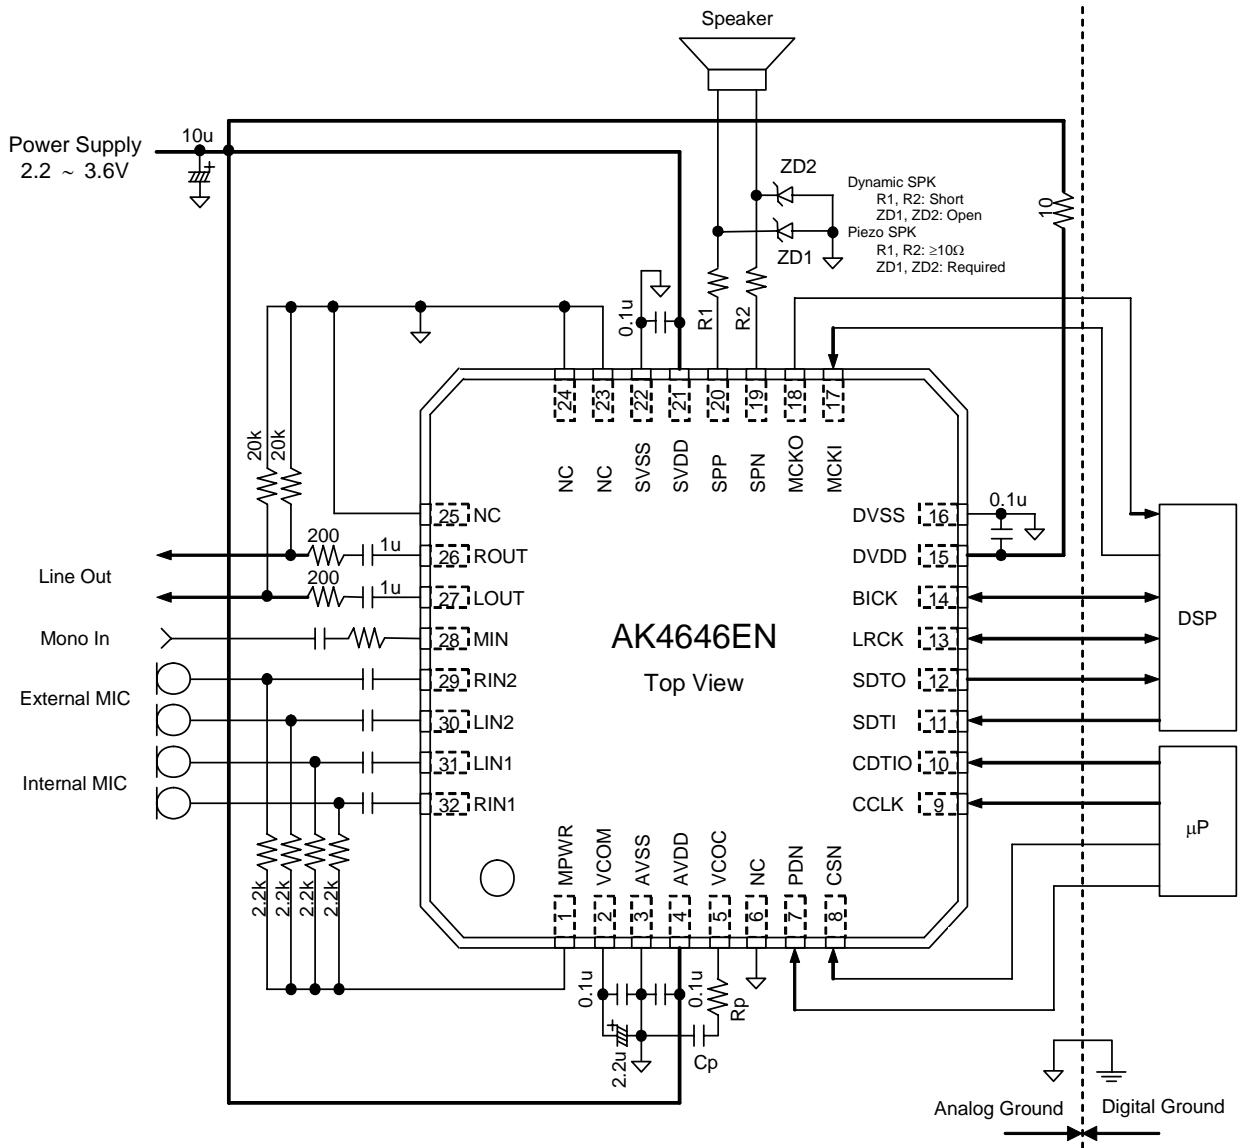 Speaker
10u
Power Supply
2.2 ~ 3.6V
ZD2
ZD1
Dynamic SPK
R1, R2: Short
ZD1, ZD2: Open
Piezo SPK
R1, R2: ≥10Ω
ZD1, ZD2: Required
10
0.1u
R1
R2
24
23
22
21
20
19
18
17
NC
NC
SVSS
SVDD
SPP
SPN
MCKO
MCKI
20k
20k
25 NC
200
1u
26 ROUT
200
1u
27 LOUT
Line Out
28 MIN
Mono In
29 RIN2
External MIC
30 LIN2
31 LIN1
Internal MIC
32 RIN1
AK4646EN
Top View
0.1u
DVSS 16
DVDD 15
BICK 14
LRCK 13
SDTO 12
SDTI 11
CDTIO 10
CCLK 9
DSP
µP
MPWR
VCOM
AVSS
AVDD
VCOC
NC
PDN
CSN
1
2
3
4
5
6
7
8
2.2k
2.2k
2.2k
2.2k
0.1u
0.1u
Rp
2.2u
Cp
Analog Ground
Digital Ground